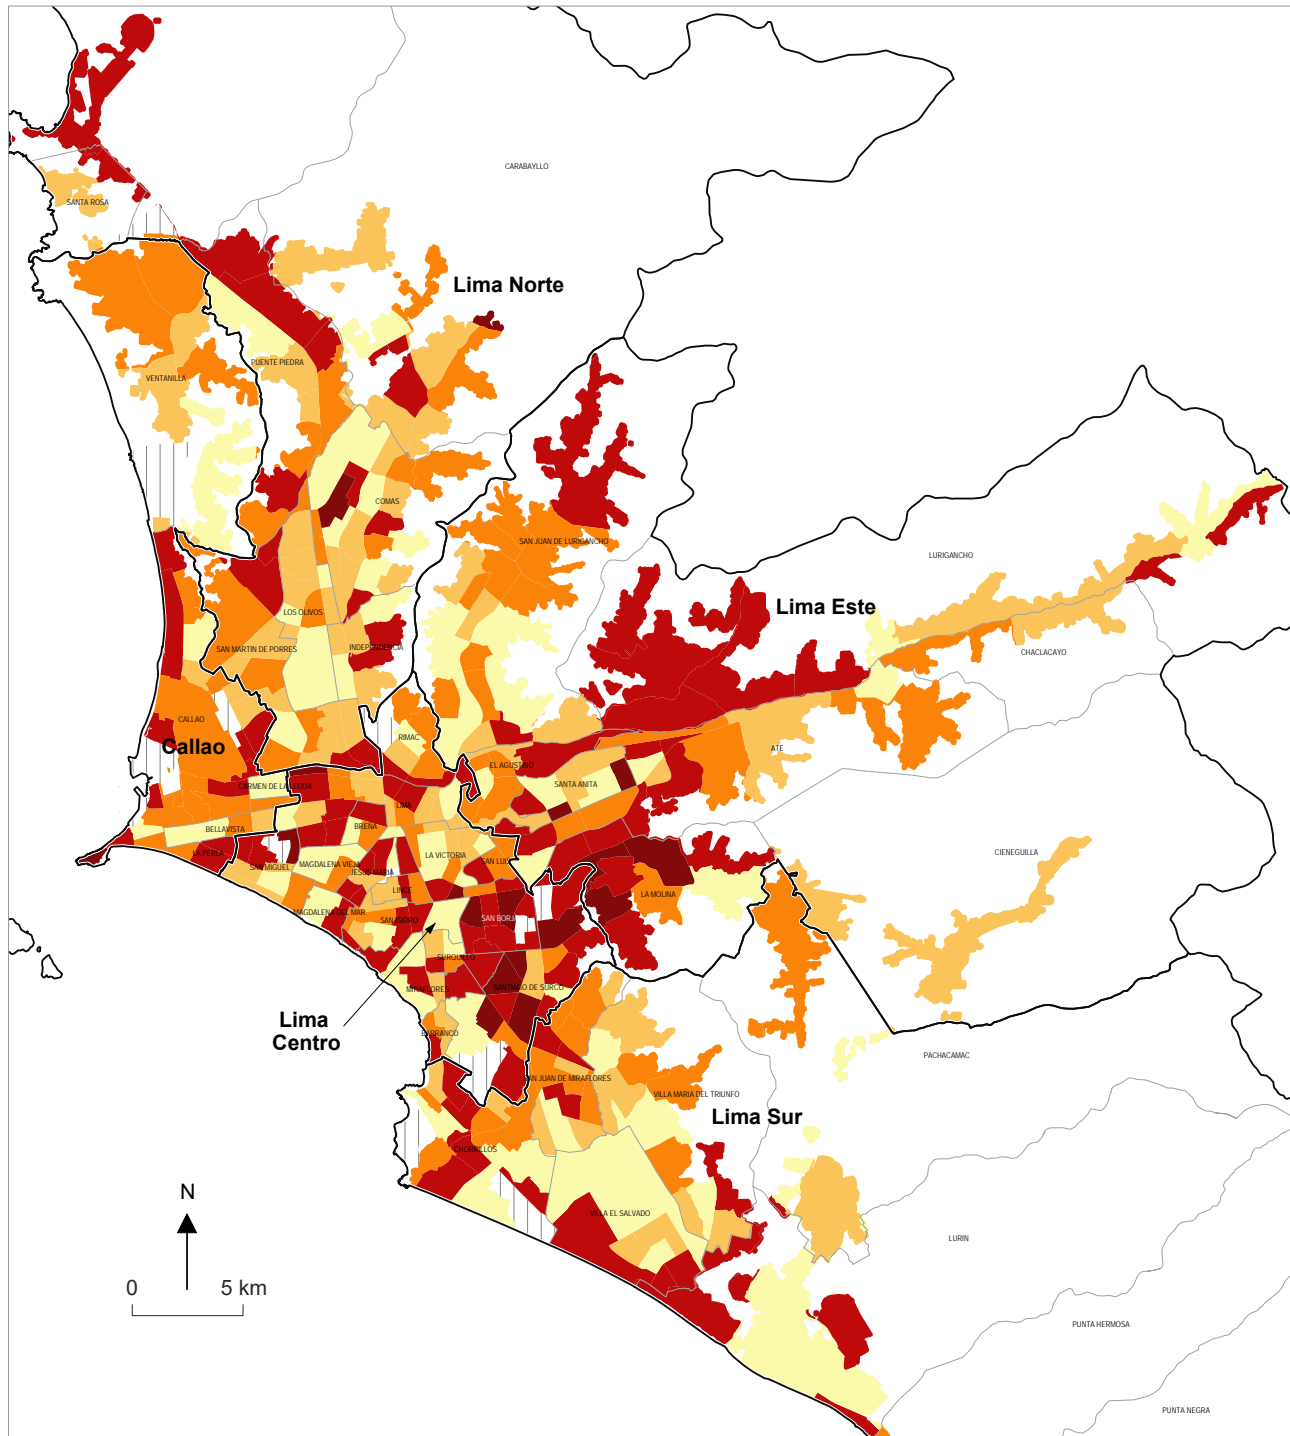 CARABAYLLO
SANTA ROSA
Lima Norte
PUENTE PIEDRA
VENTANILLA
COMAS
SAN JUAN DE LURIGANCHO
LURIGANCHO
Lima Este
LOS OLIVOS
SAN MARTIN DE PORRES
INDEPENDENCIA
CHACLACAYO
CALLAO
Callao
RIMAC
ATE
EL AGUSTINO
SANTA ANITA
CARMEN DE LA LEGUA
LIMA
BREÑA
BELLAVISTA
LA PERLA
SAN MIGUEL
MAGDALENA VIEJA
JESUS MARIA
LA VICTORIA
SAN LUIS
CIENEGUILLA
LINCE
LA MOLINA
MAGDALENA DEL MAR
SAN ISIDRO
SAN BORJA
SURQUILLO
MIRAFLORES
SANTIAGO DE SURCO
Lima
Centro
BARRANCO
PACHACAMAC
SAN JUAN DE MIRAFLORES
VILLA MARIA DEL TRIUNFO
Lima Sur
CHORRILLOS
N
VILLA EL SALVADO
LURIN
0 5 km
PUNTA HERMOSA
PUNTA NEGRA